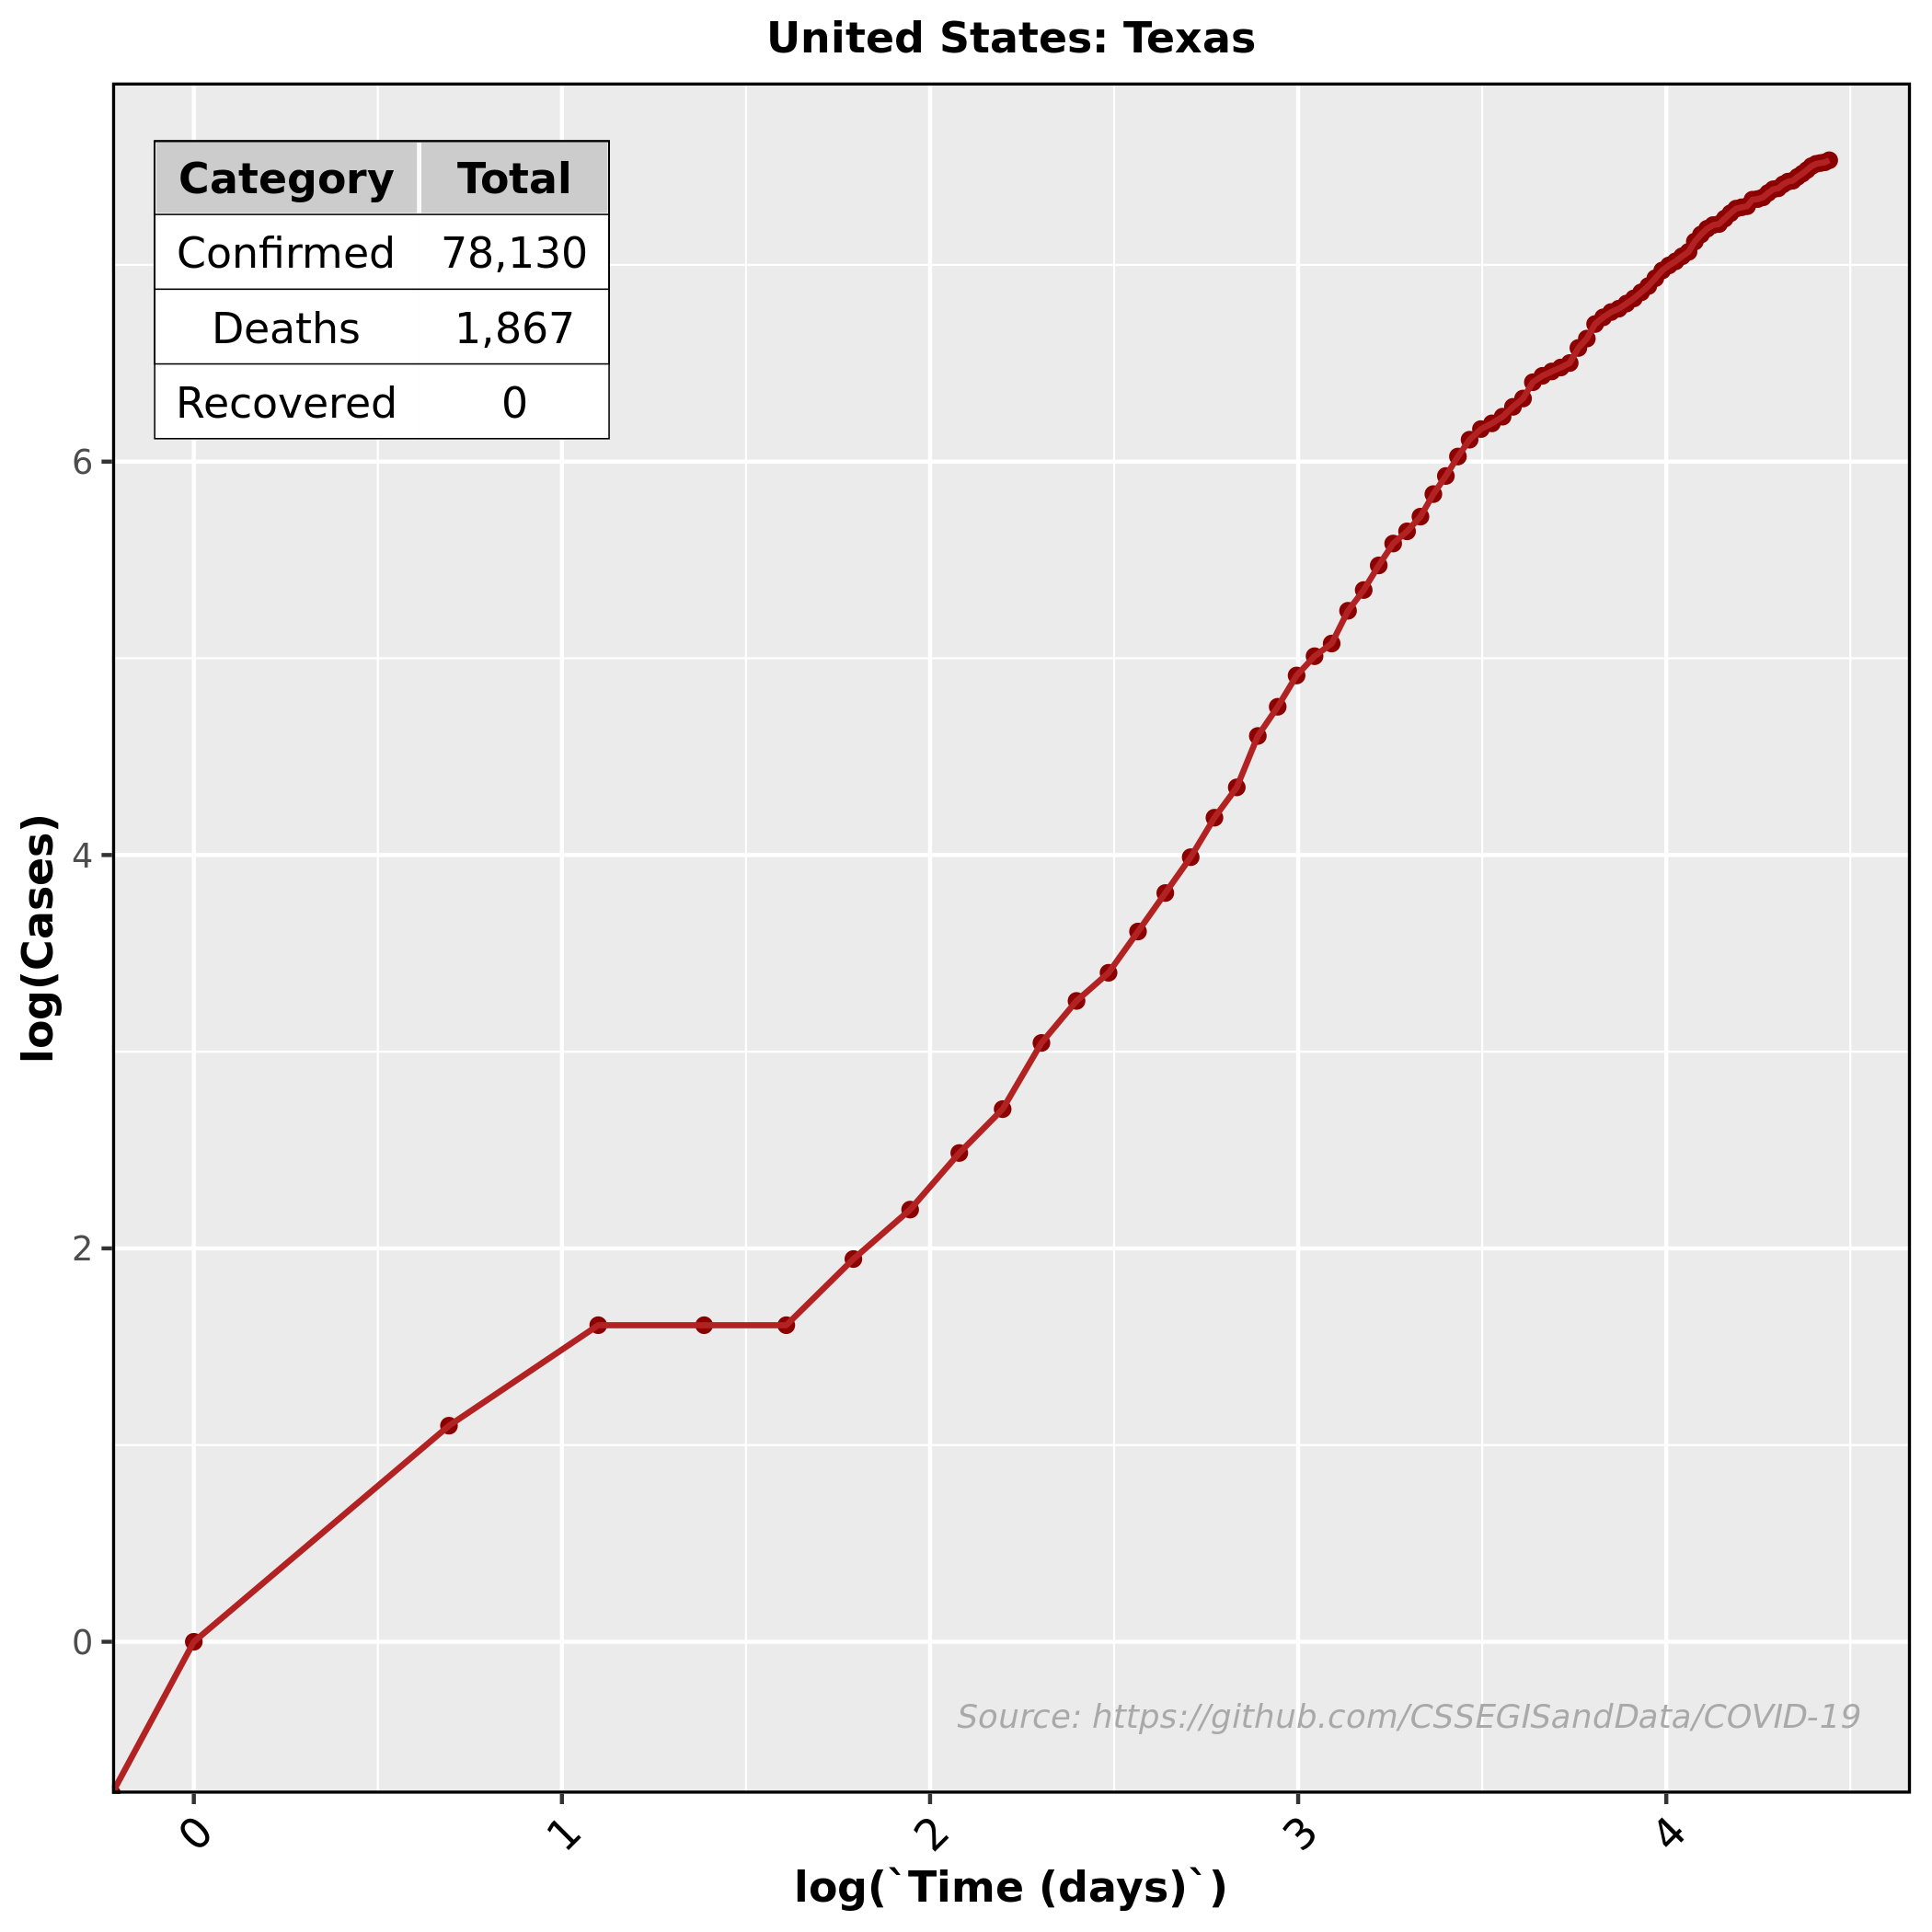 United States: Texas
Category Total
Confirmed 78,130
Deaths 1,867
Recovered 0
6
4
2
0
log(Cases)
Source: https://github.com/CSSEGISandData/COVID-19
0 1 2 3 4
log(`Time (days)`)